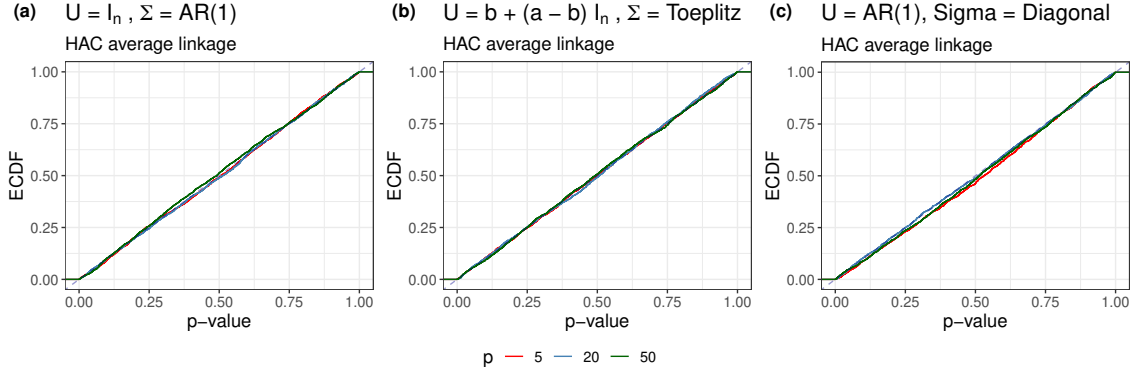 (a) U = Iₙ , Σ = AR(1)
HAC average linkage
1.00
0.75
0.50
0.25
0.00
ECDF
0.00 0.25 0.50 0.75 1.00
p−value
(b) U = b + (a − b) Iₙ , Σ = Toeplitz
HAC average linkage
1.00
0.75
0.50
0.25
0.00
ECDF
0.00 0.25 0.50 0.75 1.00
p−value
(c) U = AR(1), Sigma = Diagonal
HAC average linkage
1.00
0.75
0.50
0.25
0.00
ECDF
0.00 0.25 0.50 0.75 1.00
p−value
p 5 20 50